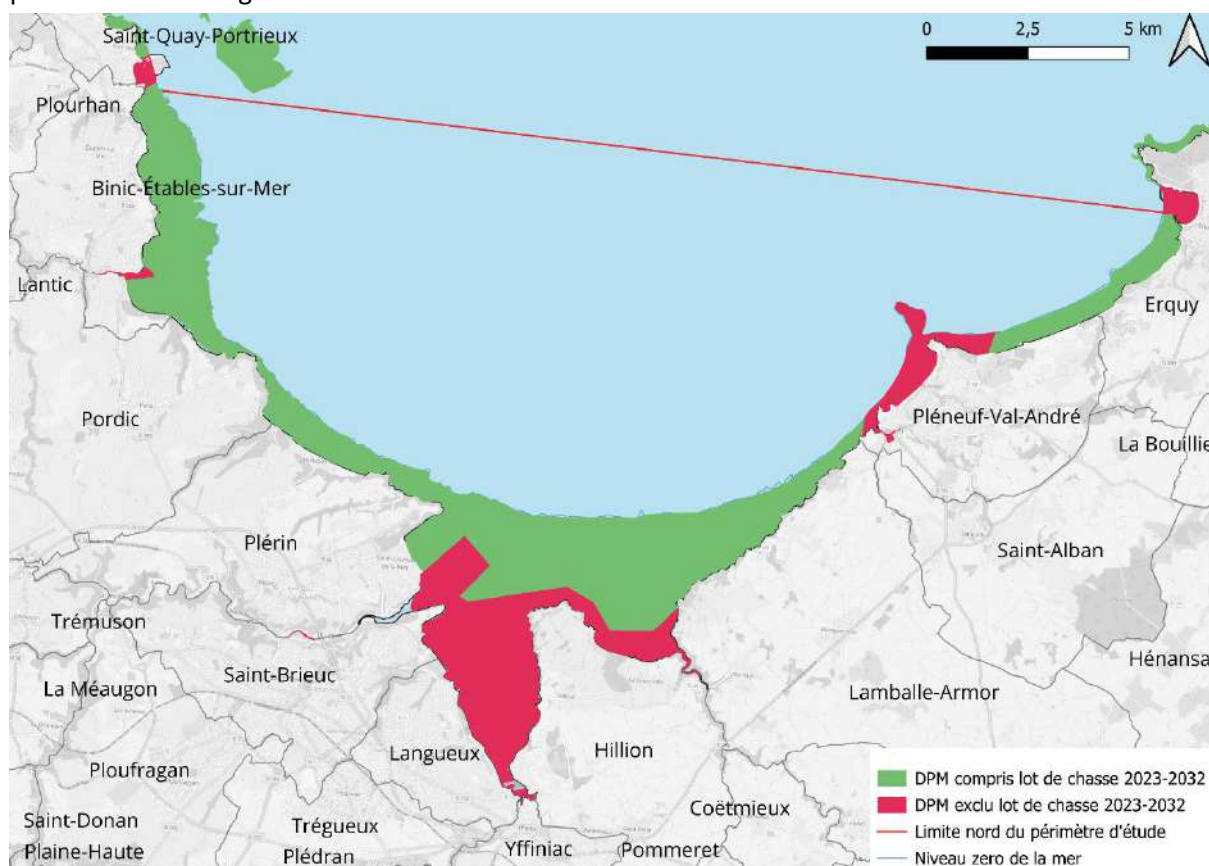 Saint-Quay-Portrieux
0 2,5 5 km
Plourhan
Binic-Étables-sur-Mer
Lantic
Erquy
Pordic
Pléneuf-Val-André
La Bouillie
Plérin
Saint-Alban
Trémuson
Hénansa
Saint-Brieuc
La Méaugon
Lamballe-Armor
Langueux
Hillion
Ploufragan
Coëtmieux
Saint-Donan
Trégueux
Plaine-Haute
Plédran
Yffiniac
Pommeret
DPM compris lot de chasse 2023-2032
DPM exclu lot de chasse 2023-2032
Limite nord du périmètre d'étude
Niveau zero de la mer